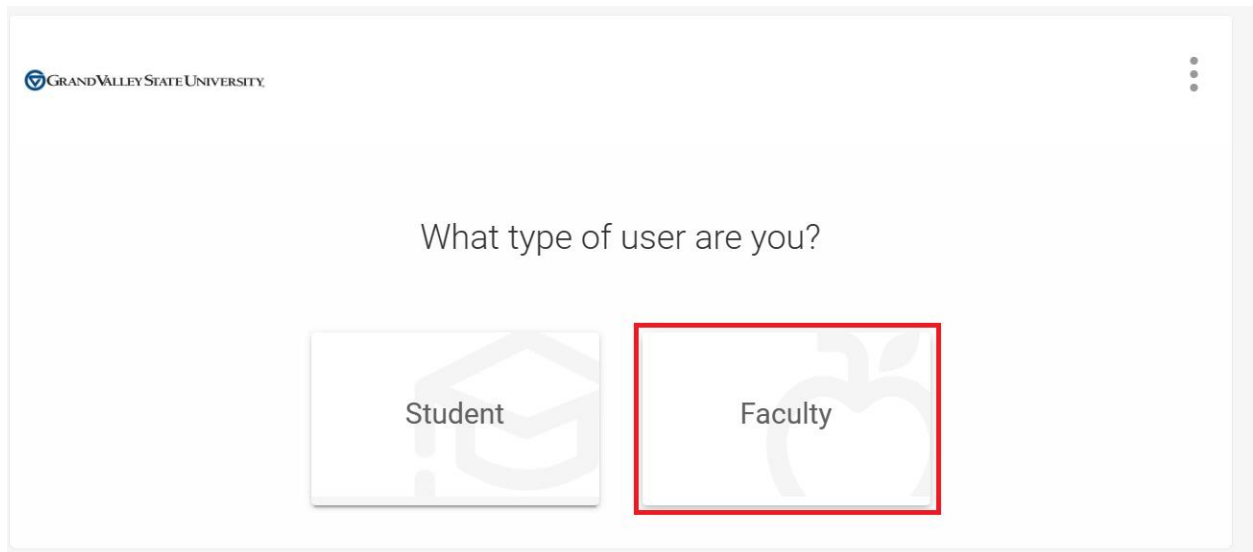 GRAND VALLEY STATE UNIVERSITY
What type of user are you?
Student
Faculty